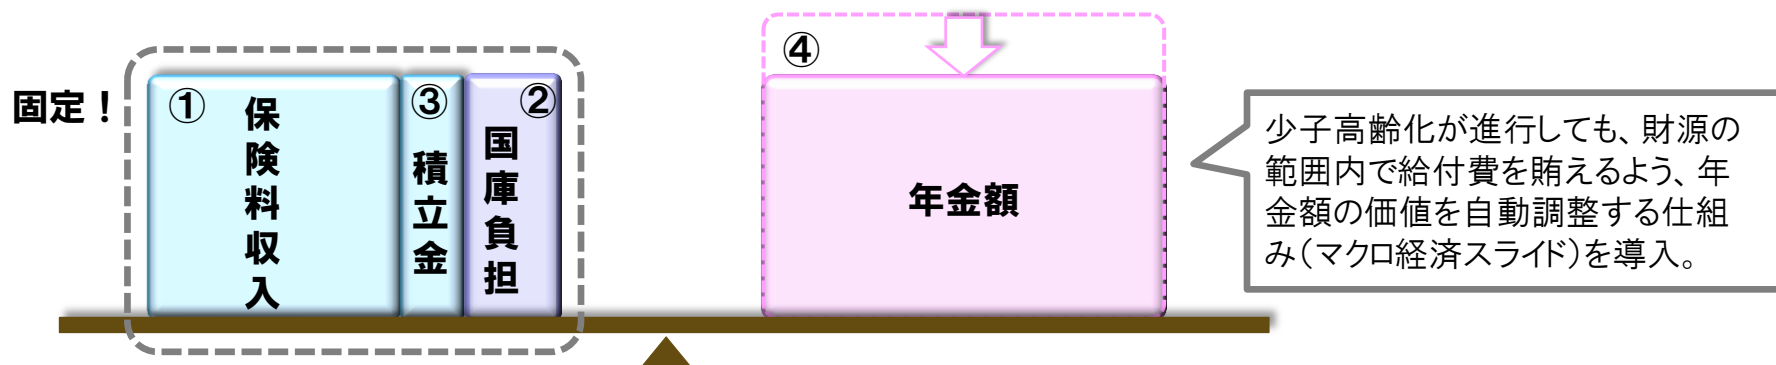 固定！
①
保険料収入
③
積立金
②
国庫負担
④
年金額
少子高齢化が進行しても、財源の
範囲内で給付費を賄えるよう、年
金額の価値を自動調整する仕組
み（マクロ経済スライド）を導入。